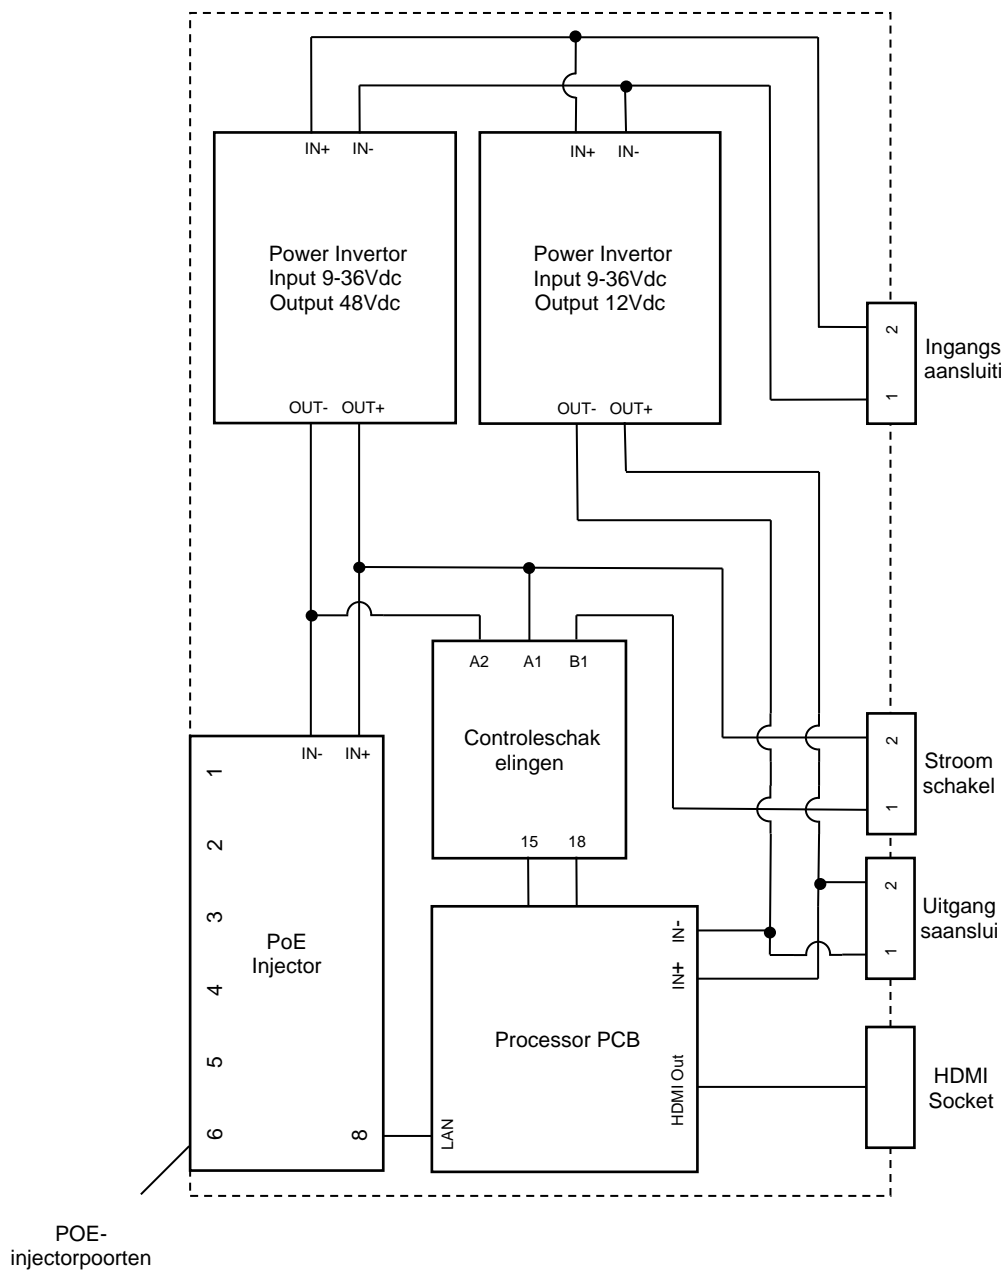 IN+ IN-
IN+ IN-
Power Invertor
Input 9-36Vdc
Output 48Vdc
Power Invertor
Input 9-36Vdc
Output 12Vdc
2
1
Ingangs
aansluiti
OUT- OUT+
OUT- OUT+
A2 A1 B1
Controleschak
elingen
15 18
2
1
Stroom
schakel
IN- IN+
1
2
3
4
5
6
8
PoE
Injector
2
1
Uitgang
saanslui
IN-
IN+
Processor PCB
HDMI Out
LAN
HDMI
Socket
POE-
injectorpoorten